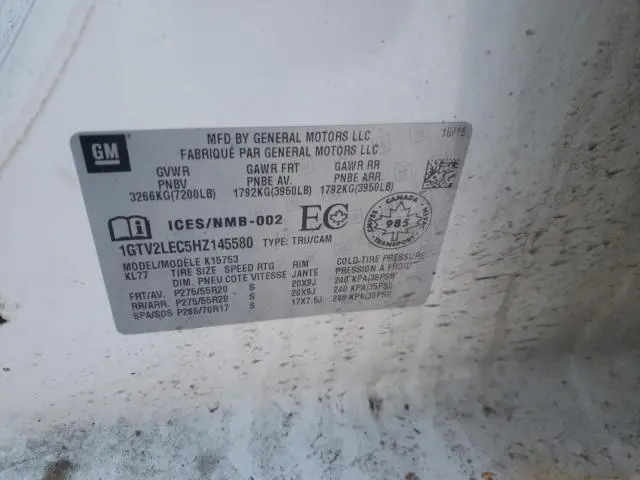 GM
MFD BY GENERAL MOTORS LLC 10/16
FABRIQUÉ PAR GENERAL MOTORS LLC
GVWR GAWR FRT GAWR RR
PNBV PNBE AV. PNBE ARR.
3266KG(7200LB) 1792KG(3950LB) 1792KG(3950LB)
ICES/NMB-002 EC CANADA 985
1GTV2LEC5HZ145580 TYPE: TRU/CAM
MODEL/MODÈLE K15753
KL77 TIRE SIZE SPEED RTG RIM COLD TIRE PRESSURE
DIM. PNEU COTE VITESSE JANTE PRESSION À FROID
FRT/AV. P275/55R20 S 20X9J 240 KPA(35PSI)
RR/ARR. P275/55R20 S 20X9J 240 KPA(35PSI)
SPA/SDS P265/70R17 S 17X7.5J 240 KPA(35PSI)